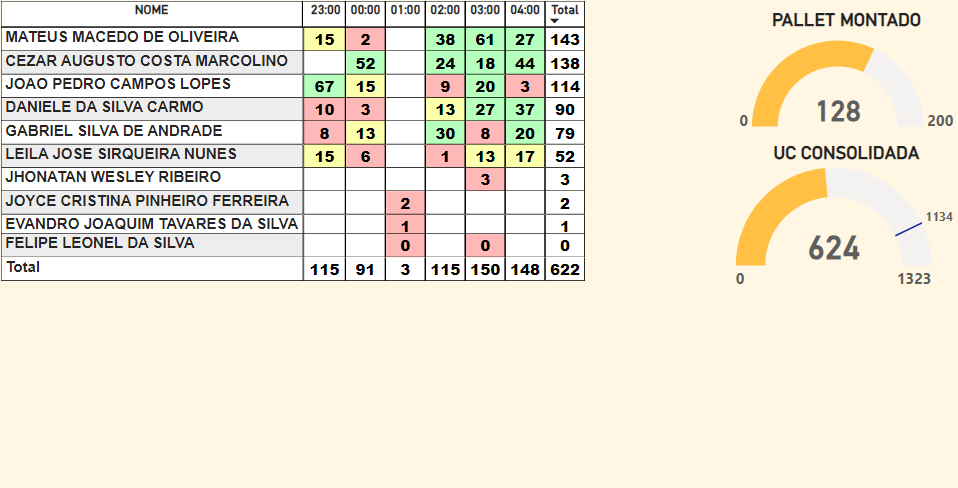 NOME 23:00 00:00 01:00 02:00 03:00 04:00 Total
MATEUS MACEDO DE OLIVEIRA 15 2 38 61 27 143
CEZAR AUGUSTO COSTA MARCOLINO 52 24 18 44 138
JOAO PEDRO CAMPOS LOPES 67 15 9 20 3 114
DANIELE DA SILVA CARMO 10 3 13 27 37 90
GABRIEL SILVA DE ANDRADE 8 13 30 8 20 79
LEILA JOSE SIRQUEIRA NUNES 15 6 1 13 17 52
JHONATAN WESLEY RIBEIRO 3 3
JOYCE CRISTINA PINHEIRO FERREIRA 2 2
EVANDRO JOAQUIM TAVARES DA SILVA 1 1
FELIPE LEONEL DA SILVA 0 0 0
Total 115 91 3 115 150 148 622
PALLET MONTADO
128
0 200
UC CONSOLIDADA
1134
624
0 1323